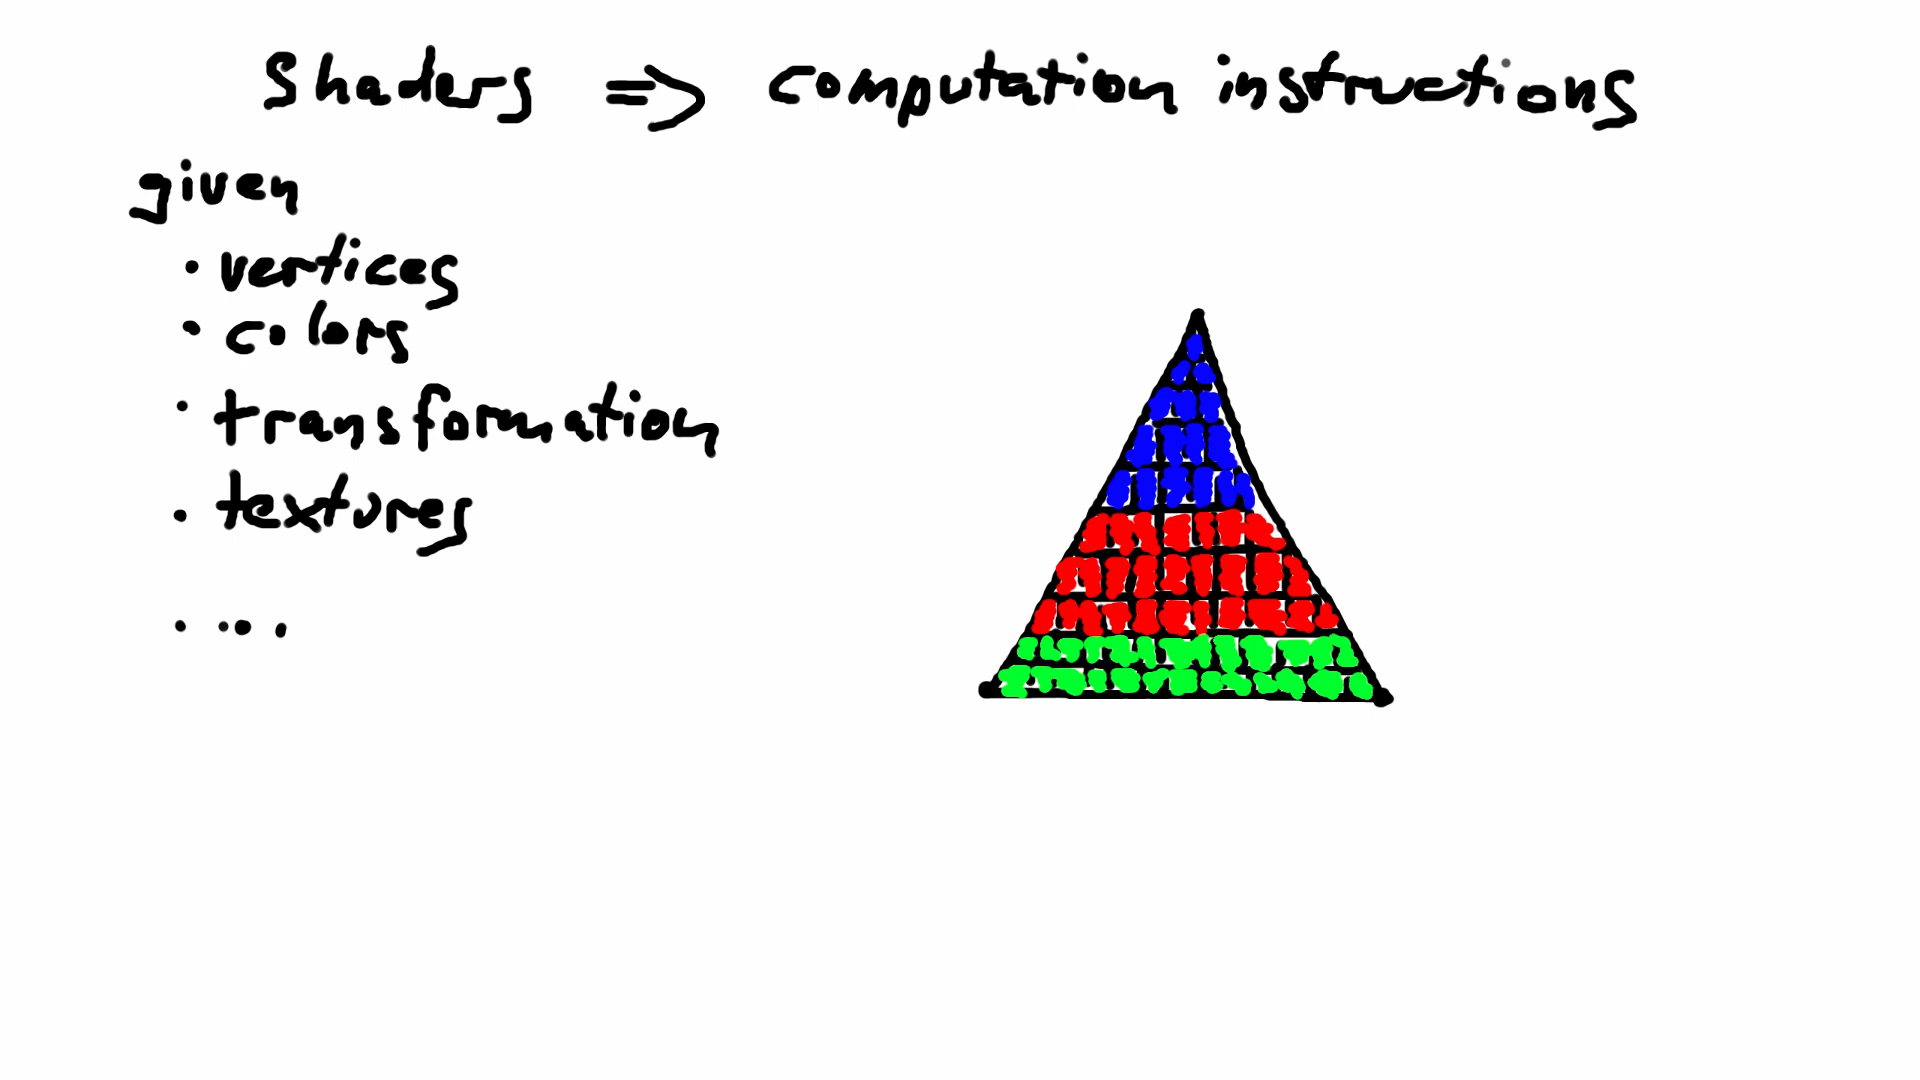 Shaders => computation instructions
given
· vertices
· colors
· transformation
· textures
· ...